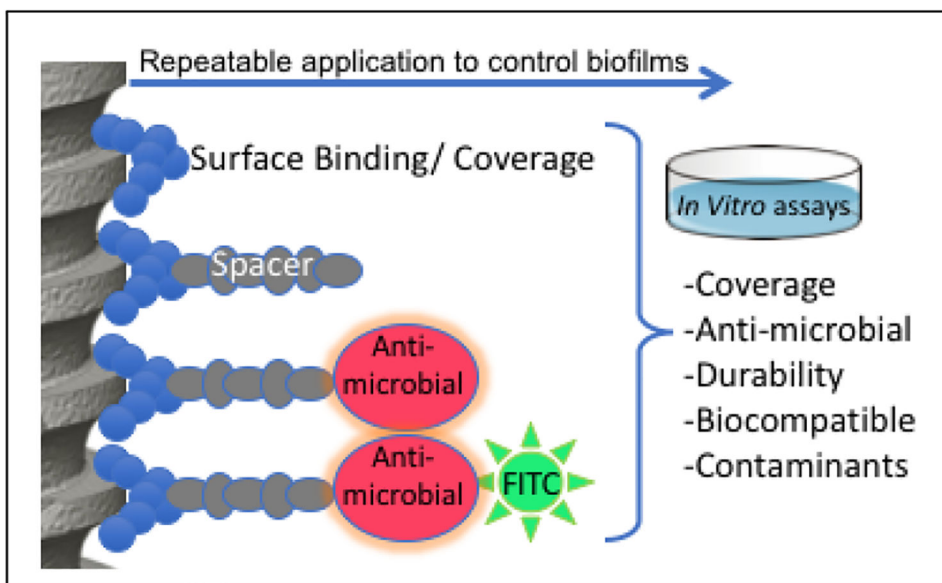 Repeatable application to control biofilms
Surface Binding/ Coverage
Spacer
Anti-
microbial
Anti-
microbial
FITC
In Vitro assays
-Coverage
-Anti-microbial
-Durability
-Biocompatible
-Contaminants